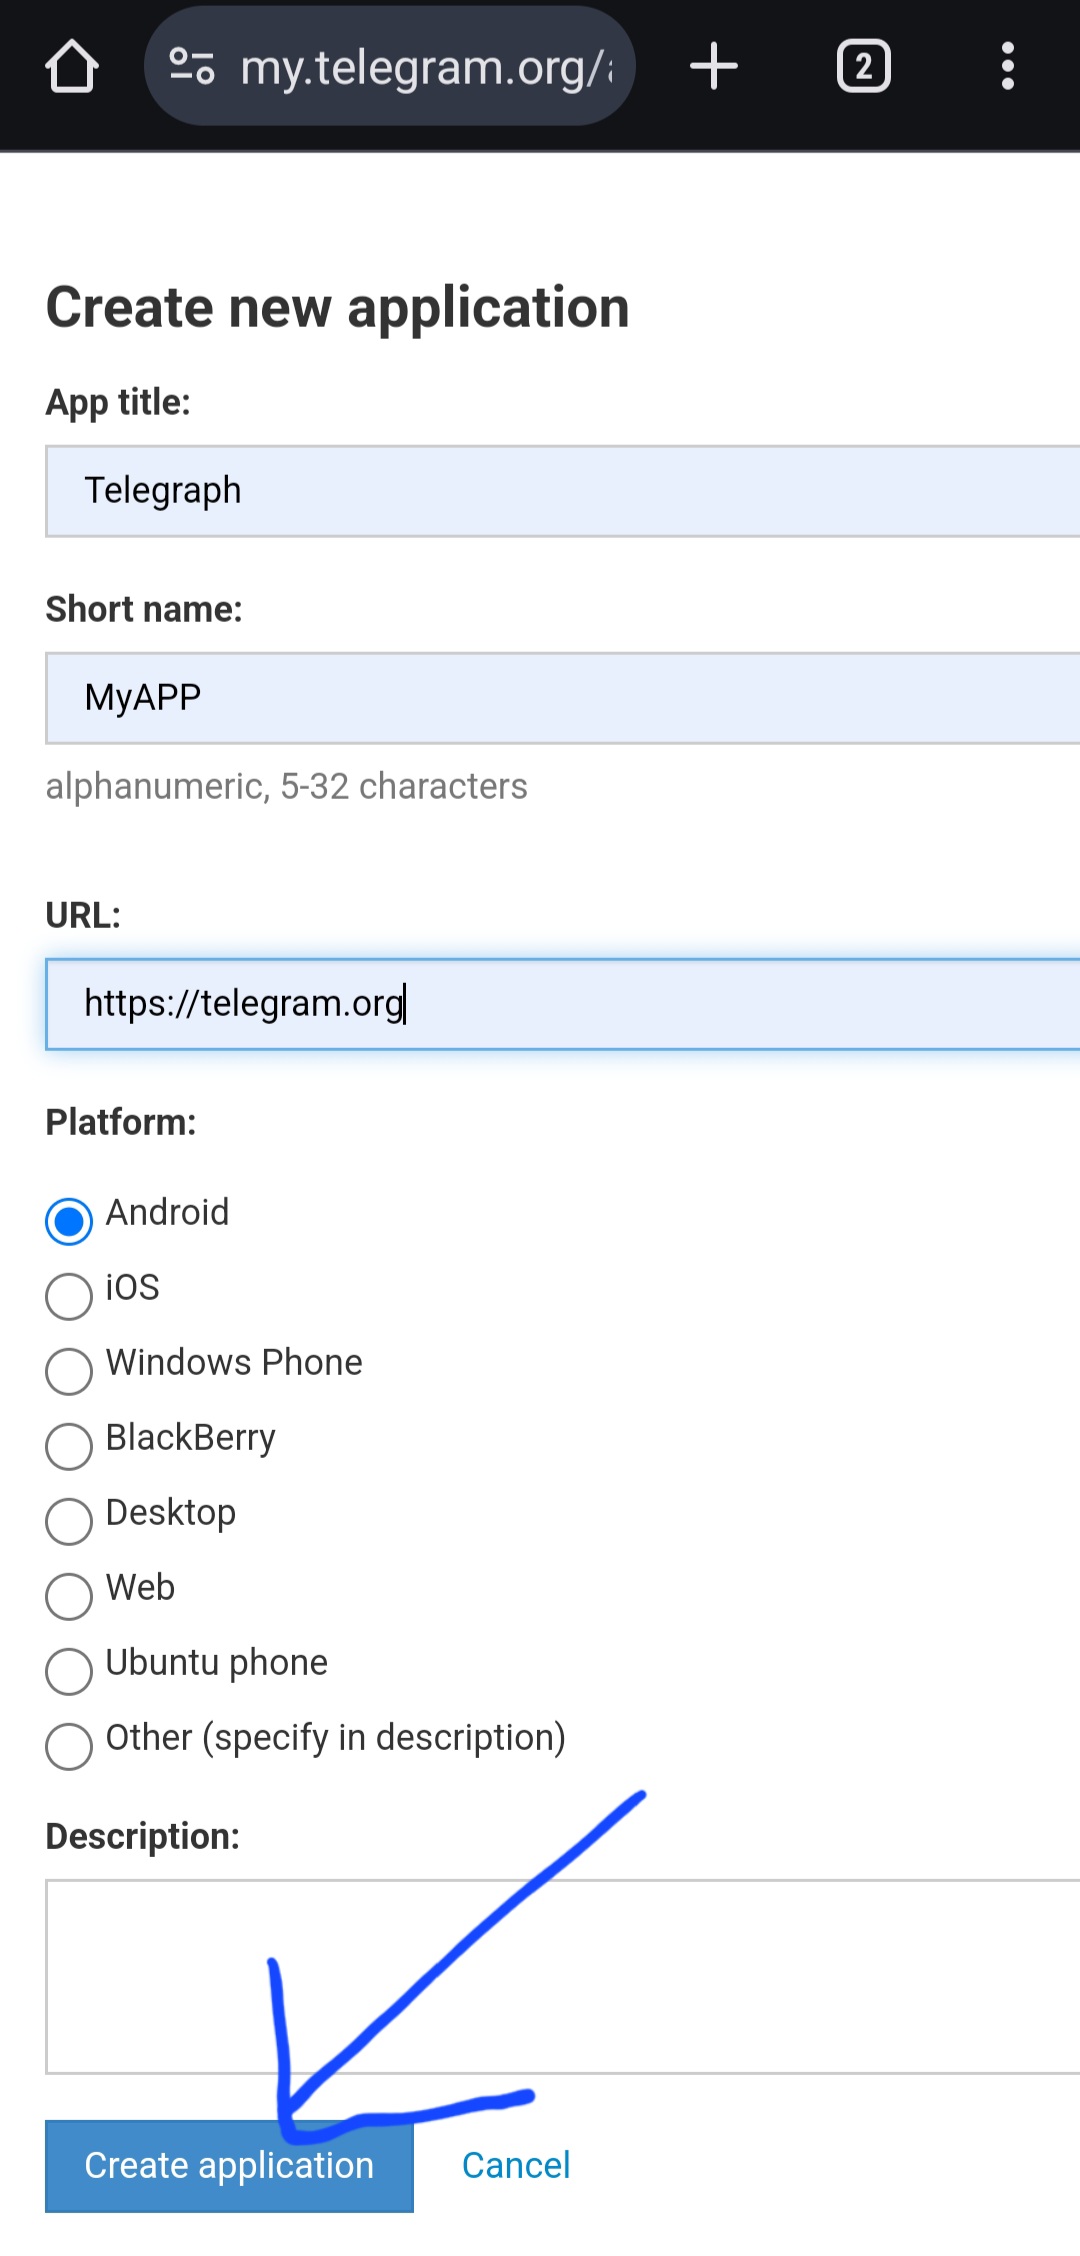 my.telegram.org/
2
Create new application
App title:
Telegraph
Short name:
MyAPP
alphanumeric, 5-32 characters
URL:
https://telegram.org
Platform:
Android
iOS
Windows Phone
BlackBerry
Desktop
Web
Ubuntu phone
Other (specify in description)
Description:
Create application Cancel